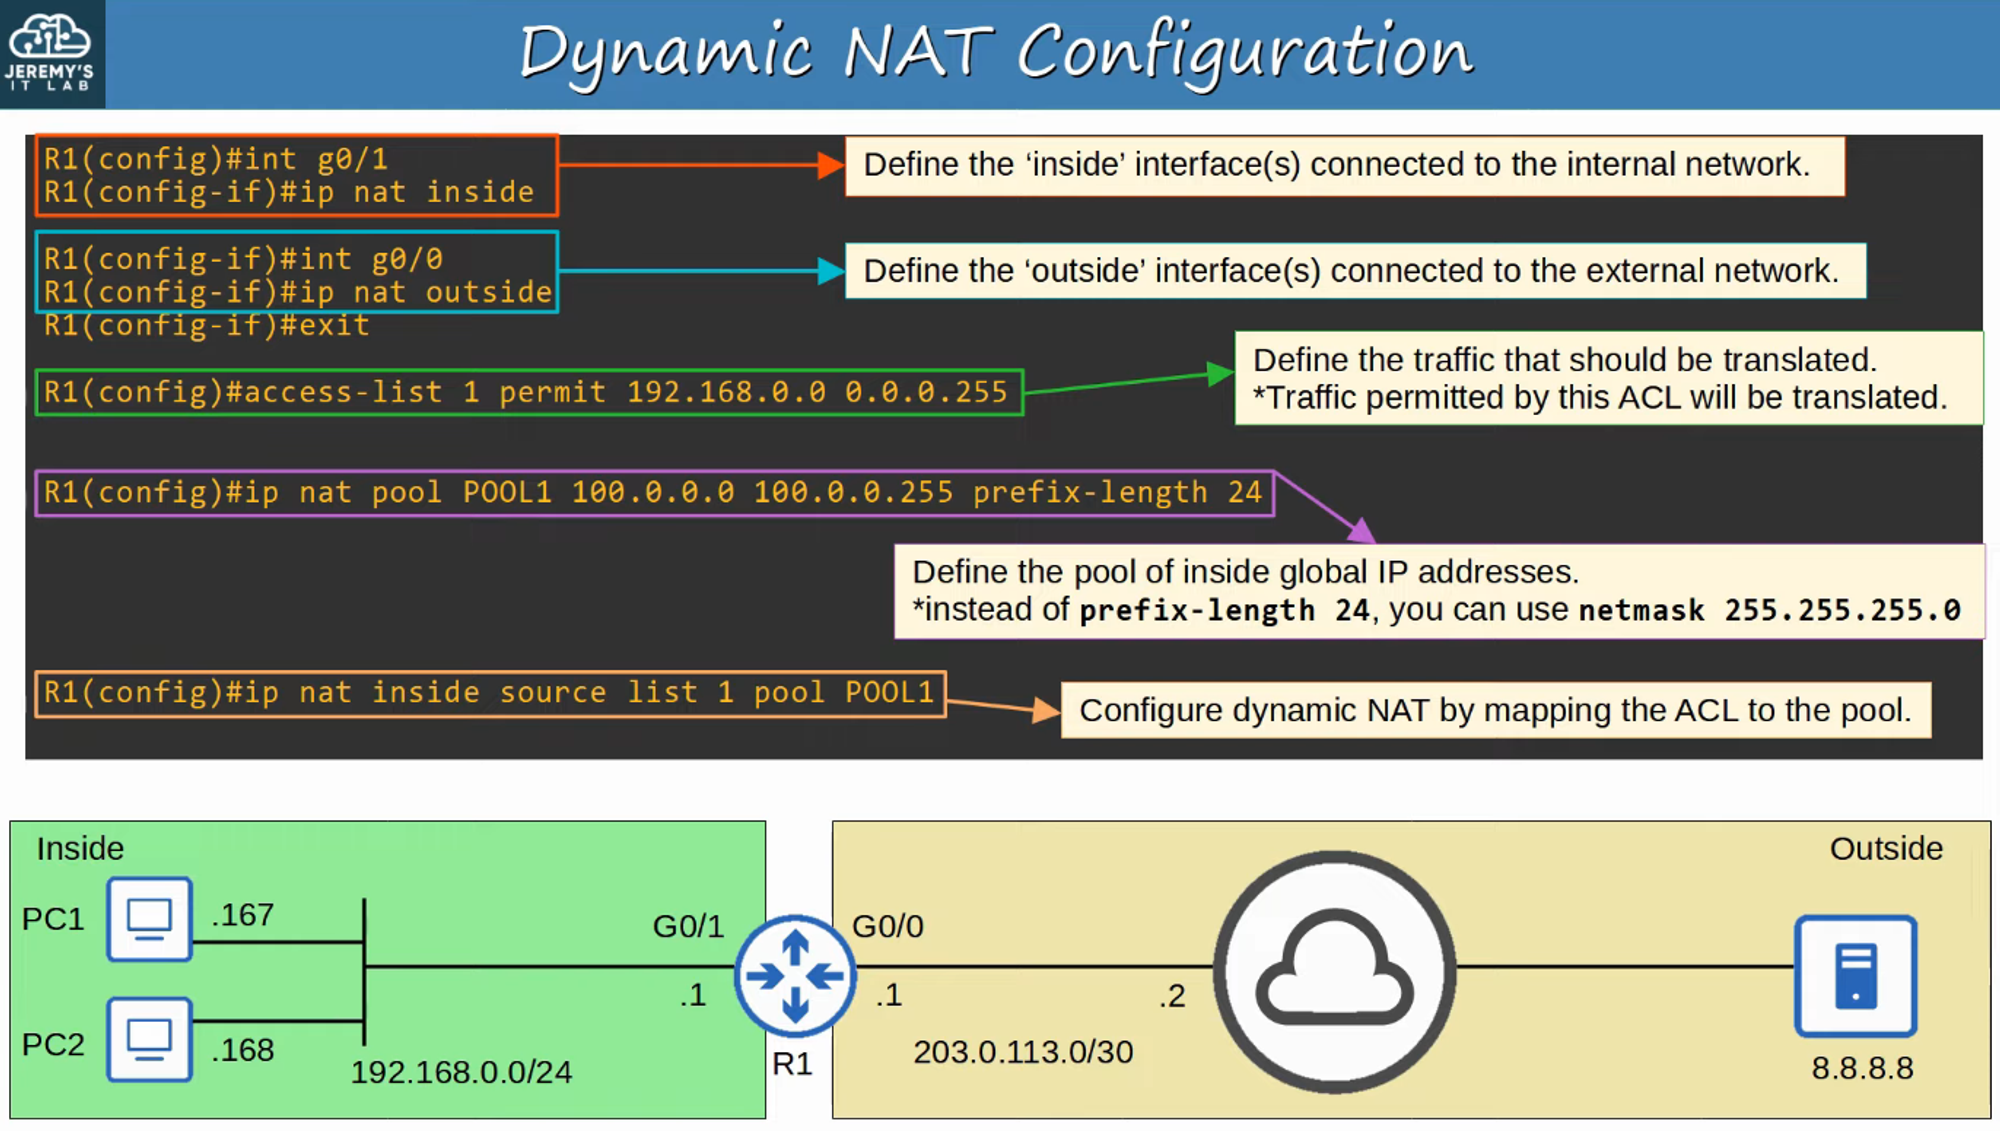 JEREMY'S
IT LAB
Dynamic NAT Configuration
R1(config)#int g0/1
R1(config-if)#ip nat inside
Define the ‘inside’ interface(s) connected to the internal network.
R1(config-if)#int g0/0
R1(config-if)#ip nat outside
R1(config-if)#exit
Define the ‘outside’ interface(s) connected to the external network.
R1(config)#access-list 1 permit 192.168.0.0 0.0.0.255
Define the traffic that should be translated.
*Traffic permitted by this ACL will be translated.
R1(config)#ip nat pool POOL1 100.0.0.0 100.0.0.255 prefix-length 24
Define the pool of inside global IP addresses.
*instead of prefix-length 24, you can use netmask 255.255.255.0
R1(config)#ip nat inside source list 1 pool POOL1
Configure dynamic NAT by mapping the ACL to the pool.
Inside
PC1
.167
PC2
.168
192.168.0.0/24
G0/1
.1
R1
G0/0
.1
.2
203.0.113.0/30
Outside
8.8.8.8